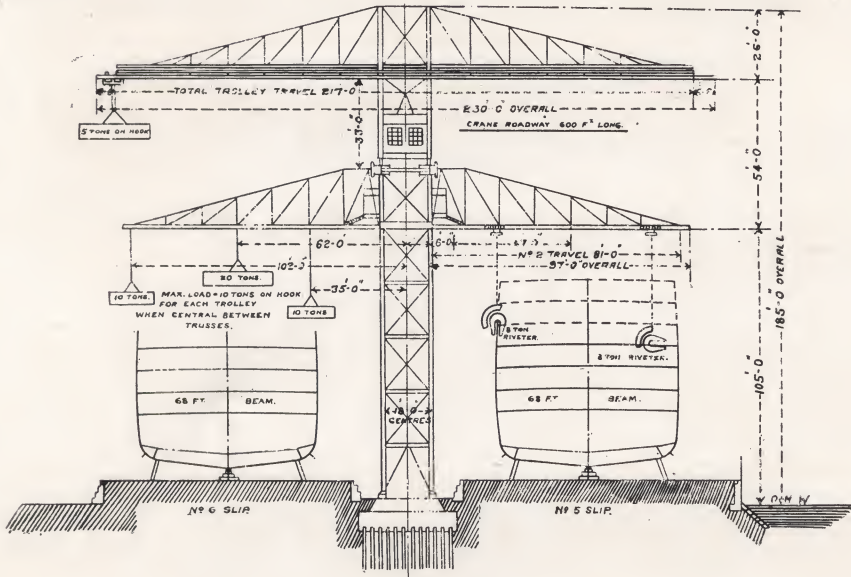 TOTAL TROLLEY TRAVEL 217'-0"
230'-0" OVERALL
CRANE ROADWAY 600 FT LONG.
5 TONS ON HOOK
33'-0"
26'-0"
54'-0"
185'-0" OVERALL
105'-0"
62'-0"
6'-0"
No 2 TRAVEL 81'-0"
102'-0"
97'-0" OVERALL
20 TONS.
35'-0"
10 TONS.
MAX. LOAD = 10 TONS ON HOOK
FOR EACH TROLLEY
WHEN CENTRAL BETWEEN
TRUSSES.
10 TONS
8 TON
RIVETER.
8 TON RIVETER.
68 FT. BEAM.
18'-0"
CENTRES
68 FT. BEAM.
No 6 SLIP.
No 5 SLIP.